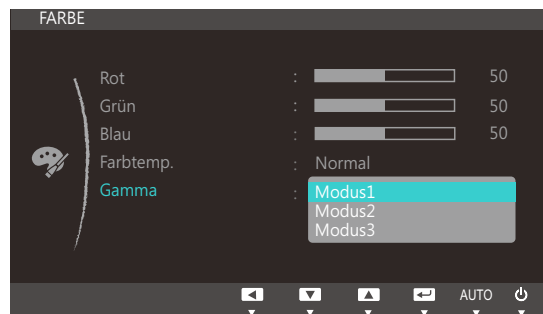 FARBE
Rot : 50
Grün : 50
Blau : 50
Farbtemp. : Normal
Gamma : Modus1
Modus2
Modus3
AUTO